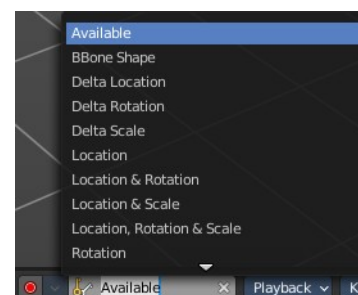 Available
BBone Shape
Delta Location
Delta Rotation
Delta Scale
Location
Location & Rotation
Location & Scale
Location, Rotation & Scale
Rotation
Available Playback K